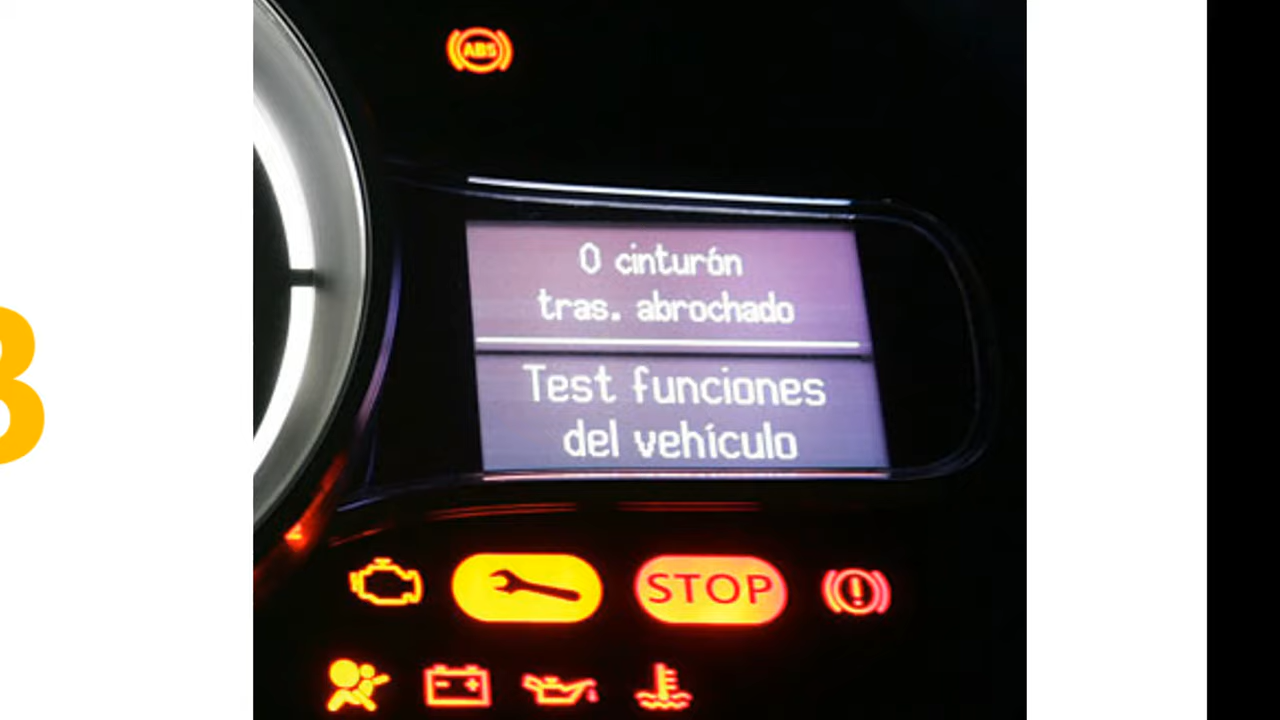 ABS
0 cinturón
tras. abrochado
Test funciones
del vehículo
STOP